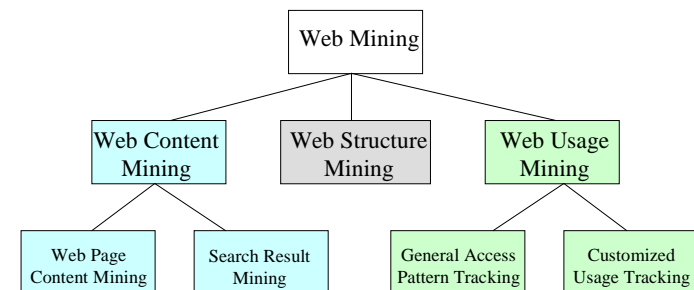 Web Mining
Web Content
Mining
Web Structure
Mining
Web Usage
Mining
Web Page
Content Mining
Search Result
Mining
General Access
Pattern Tracking
Customized
Usage Tracking